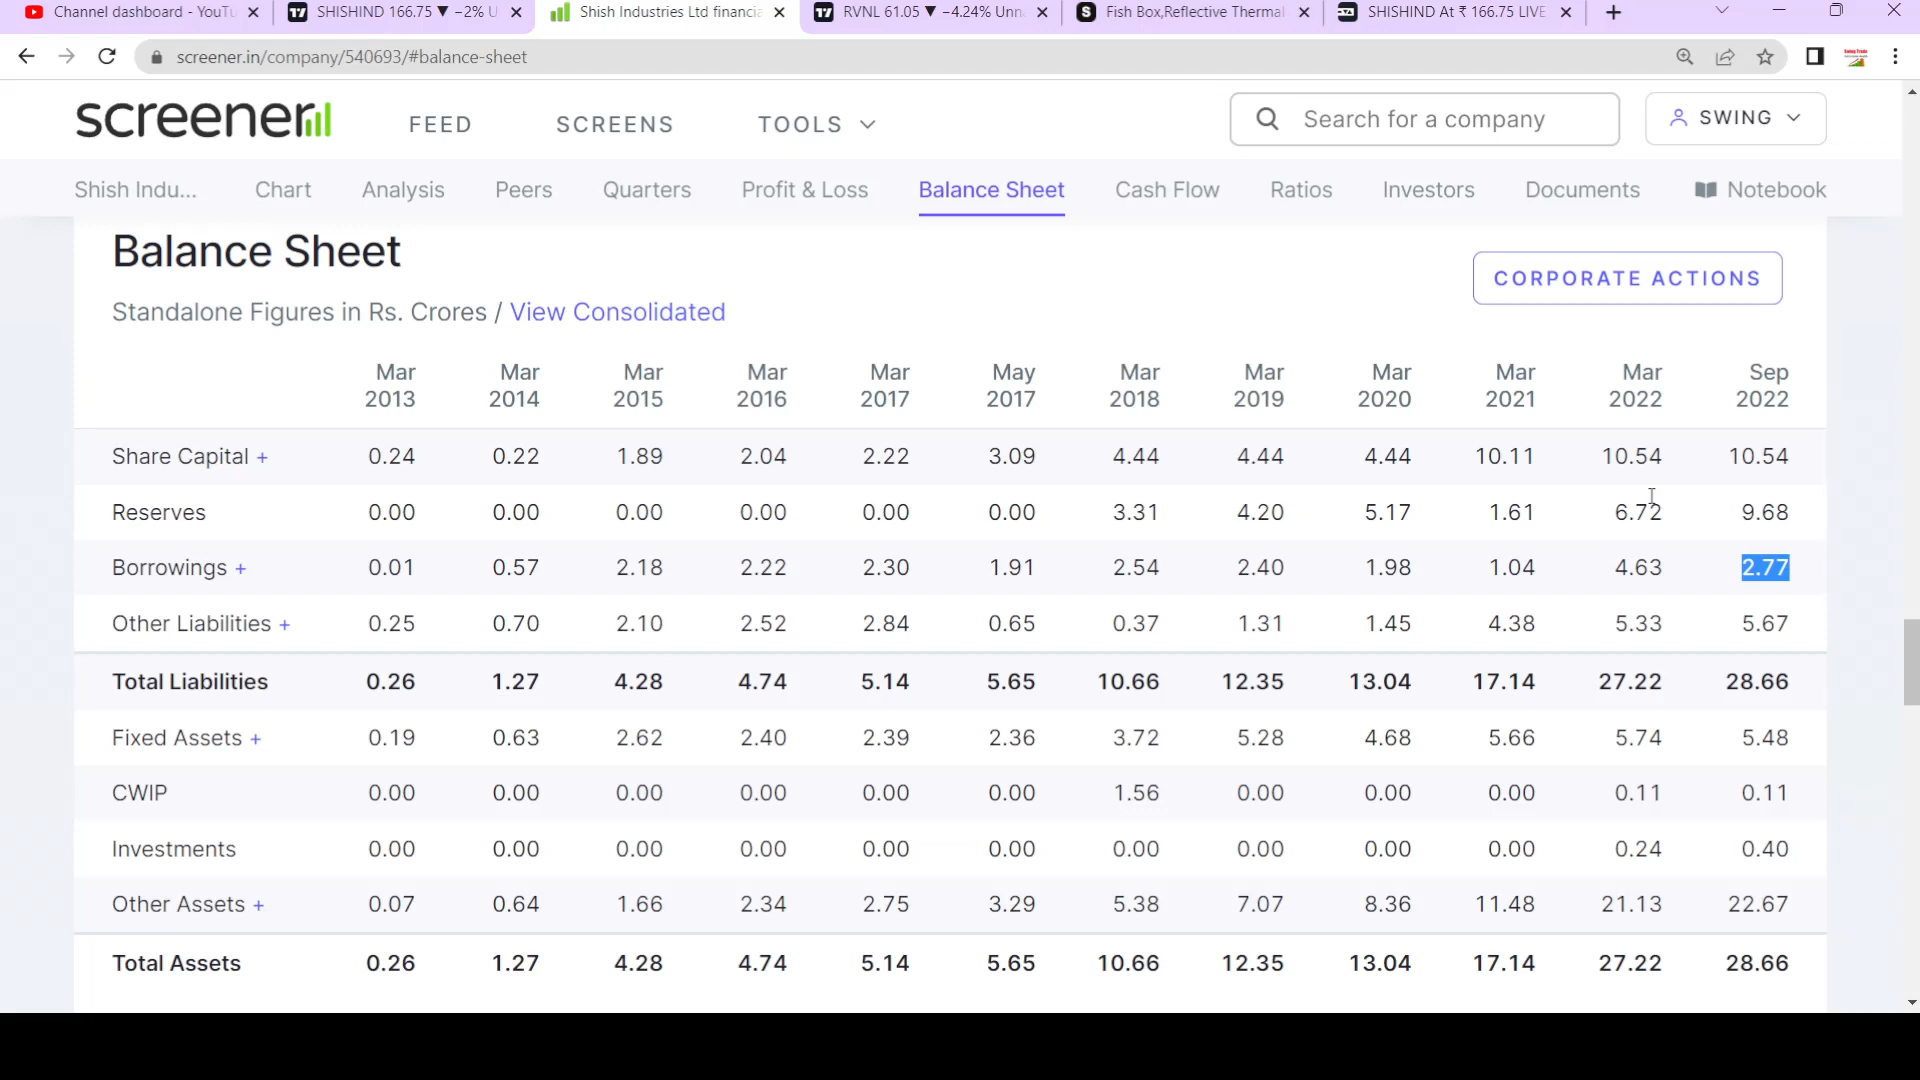 Channel dashboard - YouTu
SHISHIND 166.75 ▼ −2% U
Shish Industries Ltd financia
RVNL 61.05 ▼ −4.24% Unn
Fish Box,Reflective Thermal
SHISHIND At ₹ 166.75 LIVE
screener.in/company/540693/#balance-sheet
screener
FEED SCREENS TOOLS
Search for a company
SWING
Shish Indu... Chart Analysis Peers Quarters Profit & Loss Balance Sheet Cash Flow Ratios Investors Documents Notebook
Balance Sheet
CORPORATE ACTIONS
Standalone Figures in Rs. Crores / View Consolidated
Mar 2013 Mar 2014 Mar 2015 Mar 2016 Mar 2017 May 2017 Mar 2018 Mar 2019 Mar 2020 Mar 2021 Mar 2022 Sep 2022
Share Capital + 0.24 0.22 1.89 2.04 2.22 3.09 4.44 4.44 4.44 10.11 10.54 10.54
Reserves 0.00 0.00 0.00 0.00 0.00 0.00 3.31 4.20 5.17 1.61 6.72 9.68
Borrowings + 0.01 0.57 2.18 2.22 2.30 1.91 2.54 2.40 1.98 1.04 4.63 2.77
Other Liabilities + 0.25 0.70 2.10 2.52 2.84 0.65 0.37 1.31 1.45 4.38 5.33 5.67
Total Liabilities 0.26 1.27 4.28 4.74 5.14 5.65 10.66 12.35 13.04 17.14 27.22 28.66
Fixed Assets + 0.19 0.63 2.62 2.40 2.39 2.36 3.72 5.28 4.68 5.66 5.74 5.48
CWIP 0.00 0.00 0.00 0.00 0.00 0.00 1.56 0.00 0.00 0.00 0.11 0.11
Investments 0.00 0.00 0.00 0.00 0.00 0.00 0.00 0.00 0.00 0.00 0.24 0.40
Other Assets + 0.07 0.64 1.66 2.34 2.75 3.29 5.38 7.07 8.36 11.48 21.13 22.67
Total Assets 0.26 1.27 4.28 4.74 5.14 5.65 10.66 12.35 13.04 17.14 27.22 28.66